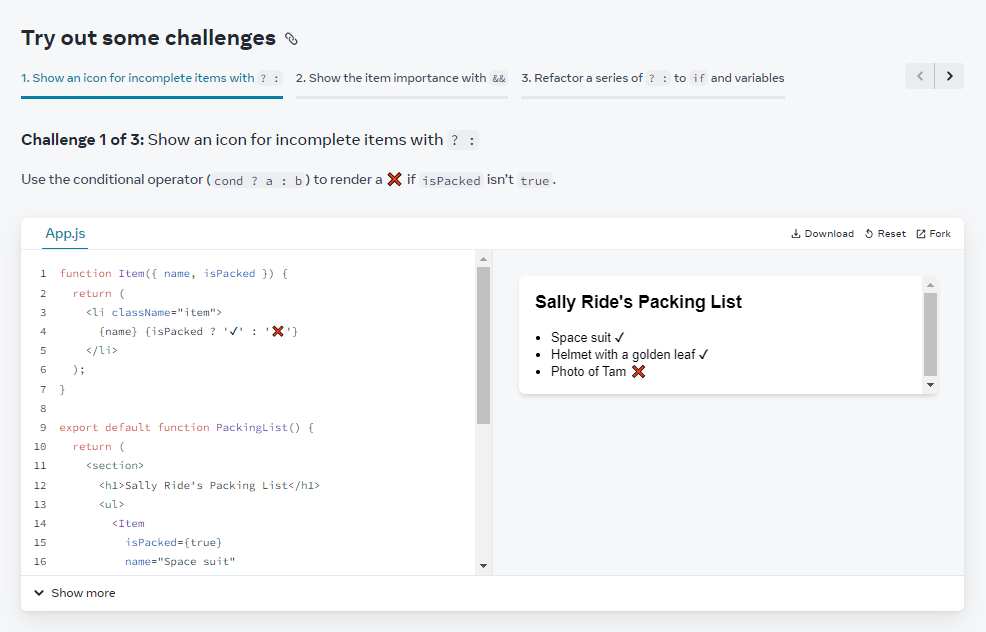 Try out some challenges
1. Show an icon for incomplete items with ? : 2. Show the item importance with && 3. Refactor a series of ? : to if and variables
Challenge 1 of 3: Show an icon for incomplete items with ? :
Use the conditional operator (cond ? a : b) to render a ❌ if isPacked isn’t true.
App.js
Download Reset Fork
1 function Item({ name, isPacked }) {
2 return (
3 <li className="item">
4 {name} {isPacked ? '✓' : '❌'}
5 </li>
6 );
7 }
8
9 export default function PackingList() {
10 return (
11 <section>
12 <h1>Sally Ride's Packing List</h1>
13 <ul>
14 <Item
15 isPacked={true}
16 name="Space suit"
Sally Ride's Packing List
• Space suit ✓
• Helmet with a golden leaf ✓
• Photo of Tam ❌
Show more